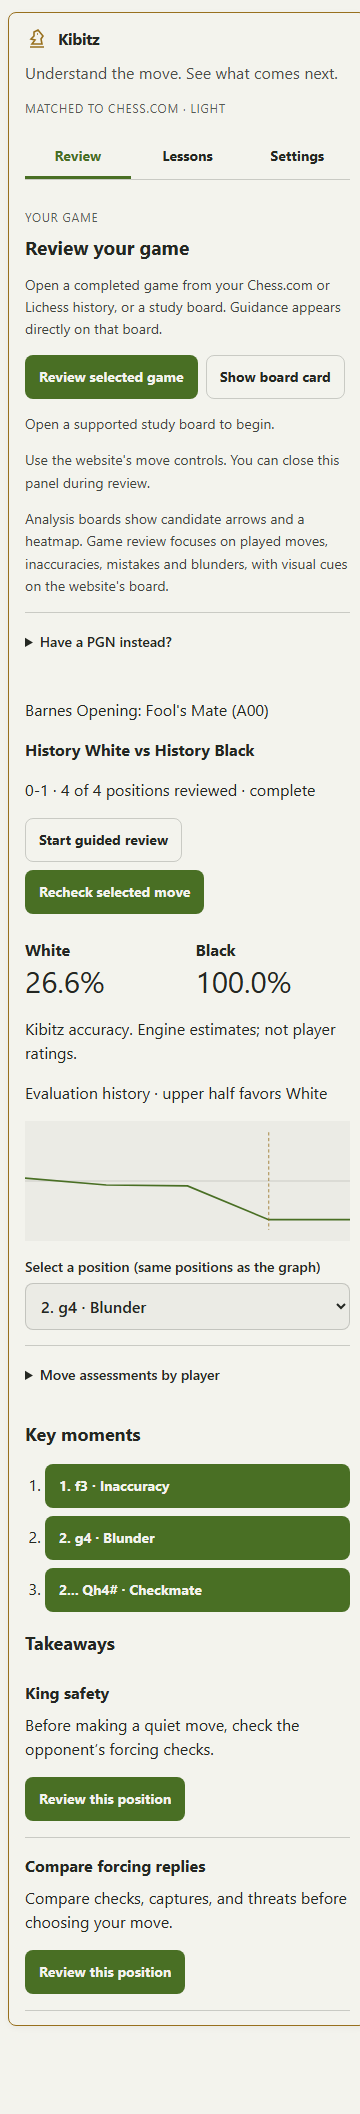 Kibitz
Understand the move. See what comes next.
MATCHED TO CHESS.COM · LIGHT
Review
Lessons
Settings
YOUR GAME
Review your game
Open a completed game from your Chess.com or
Lichess history, or a study board. Guidance appears
directly on that board.
Review selected game
Show board card
Open a supported study board to begin.
Use the website's move controls. You can close this
panel during review.
Analysis boards show candidate arrows and a
heatmap. Game review focuses on played moves,
inaccuracies, mistakes and blunders, with visual cues
on the website's board.
Have a PGN instead?
Barnes Opening: Fool's Mate (A00)
History White vs History Black
0-1 · 4 of 4 positions reviewed · complete
Start guided review
Recheck selected move
White
Black
26.6%
100.0%
Kibitz accuracy. Engine estimates; not player
ratings.
Evaluation history · upper half favors White
Select a position (same positions as the graph)
2. g4 · Blunder
Move assessments by player
Key moments
1. 1. f3 · Inaccuracy
2. 2. g4 · Blunder
3. 2... Qh4# · Checkmate
Takeaways
King safety
Before making a quiet move, check the
opponent's forcing checks.
Review this position
Compare forcing replies
Compare checks, captures, and threats before
choosing your move.
Review this position